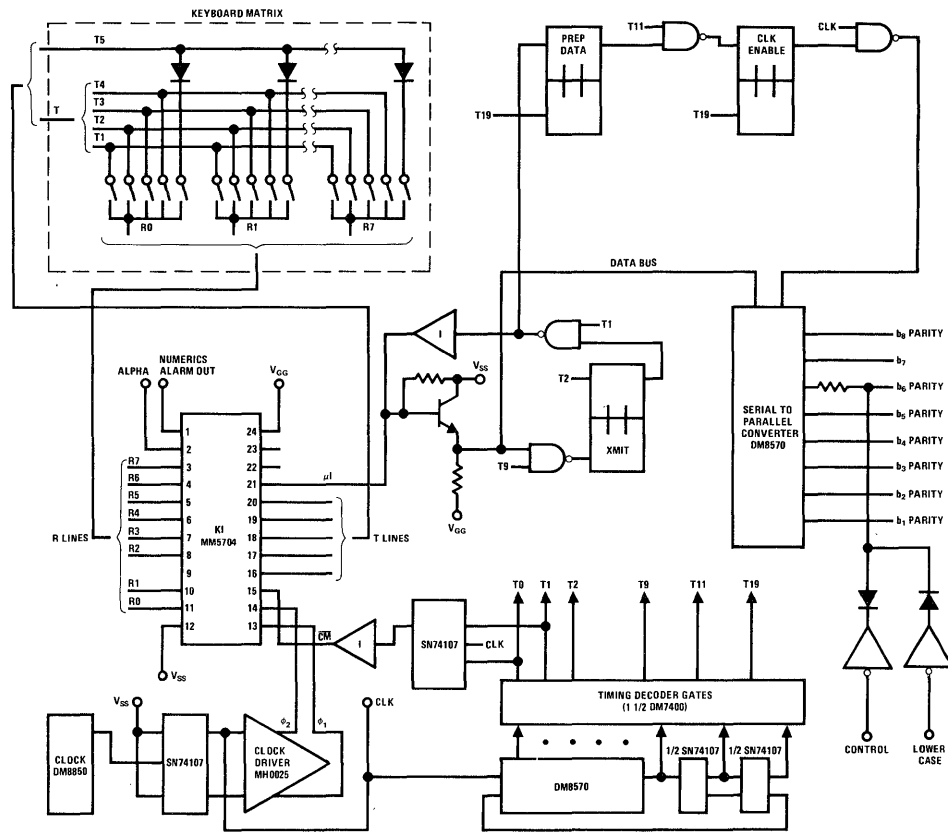 KEYBOARD MATRIX
T5
T
T4
T3
T2
T1
R0
R1
R7
T11
PREP
DATA
T19
CLK
ENABLE
T19
CLK
DATA BUS
I
T1
T2
XMIT
VSS
T9
VGG
SERIAL TO
PARALLEL
CONVERTER
DM8570
b8 PARITY
b7
b6 PARITY
b5 PARITY
b4 PARITY
b3 PARITY
b2 PARITY
b1 PARITY
CONTROL
LOWER
CASE
NUMERICS
ALPHA
ALARM OUT
VGG
1
2
3
4
5
6
7
8
9
10
11
12
24
23
22
21
20
19
18
17
16
15
14
13
KI
MM5704
R LINES
R7
R6
R5
R4
R3
R2
R1
R0
VSS
μI
T LINES
CM
I
SN74107
CLK
T0
T1
T2
T9
T11
T19
TIMING DECODER GATES
(1 1/2 DM7400)
1/2 SN74107
1/2 SN74107
DM8570
CLK
VSS
CLOCK
DM8850
SN74107
CLOCK
DRIVER
MH0025
ϕ2
ϕ1